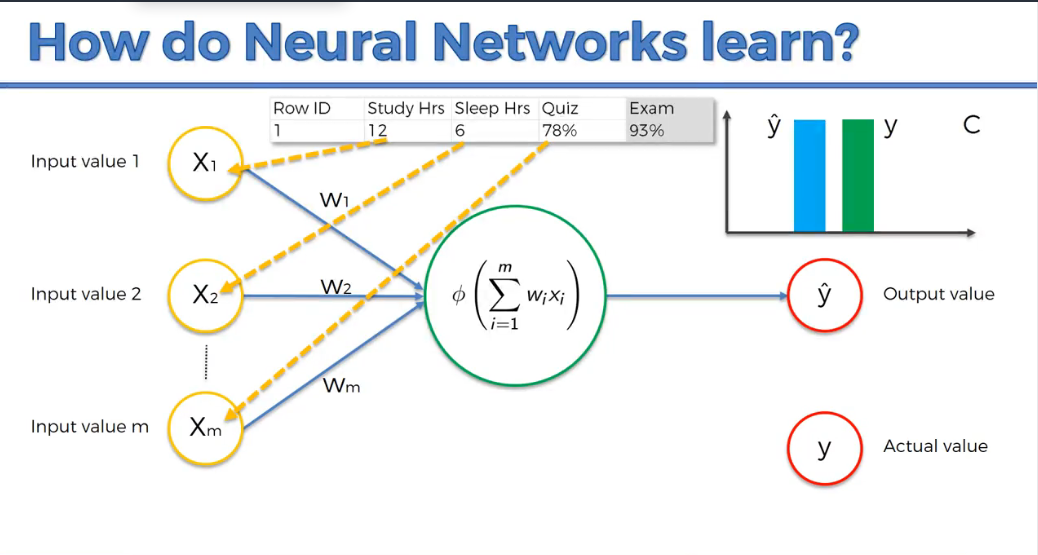 How do Neural Networks learn?
Row ID Study Hrs Sleep Hrs Quiz Exam
1 12 6 78% 93%
ŷ y C
Input value 1 X1
W1
Input value 2 X2 W2
ϕ(∑ᵢ₌₁ᵐ wᵢxᵢ)
ŷ Output value
Wm
Input value m Xm
y Actual value